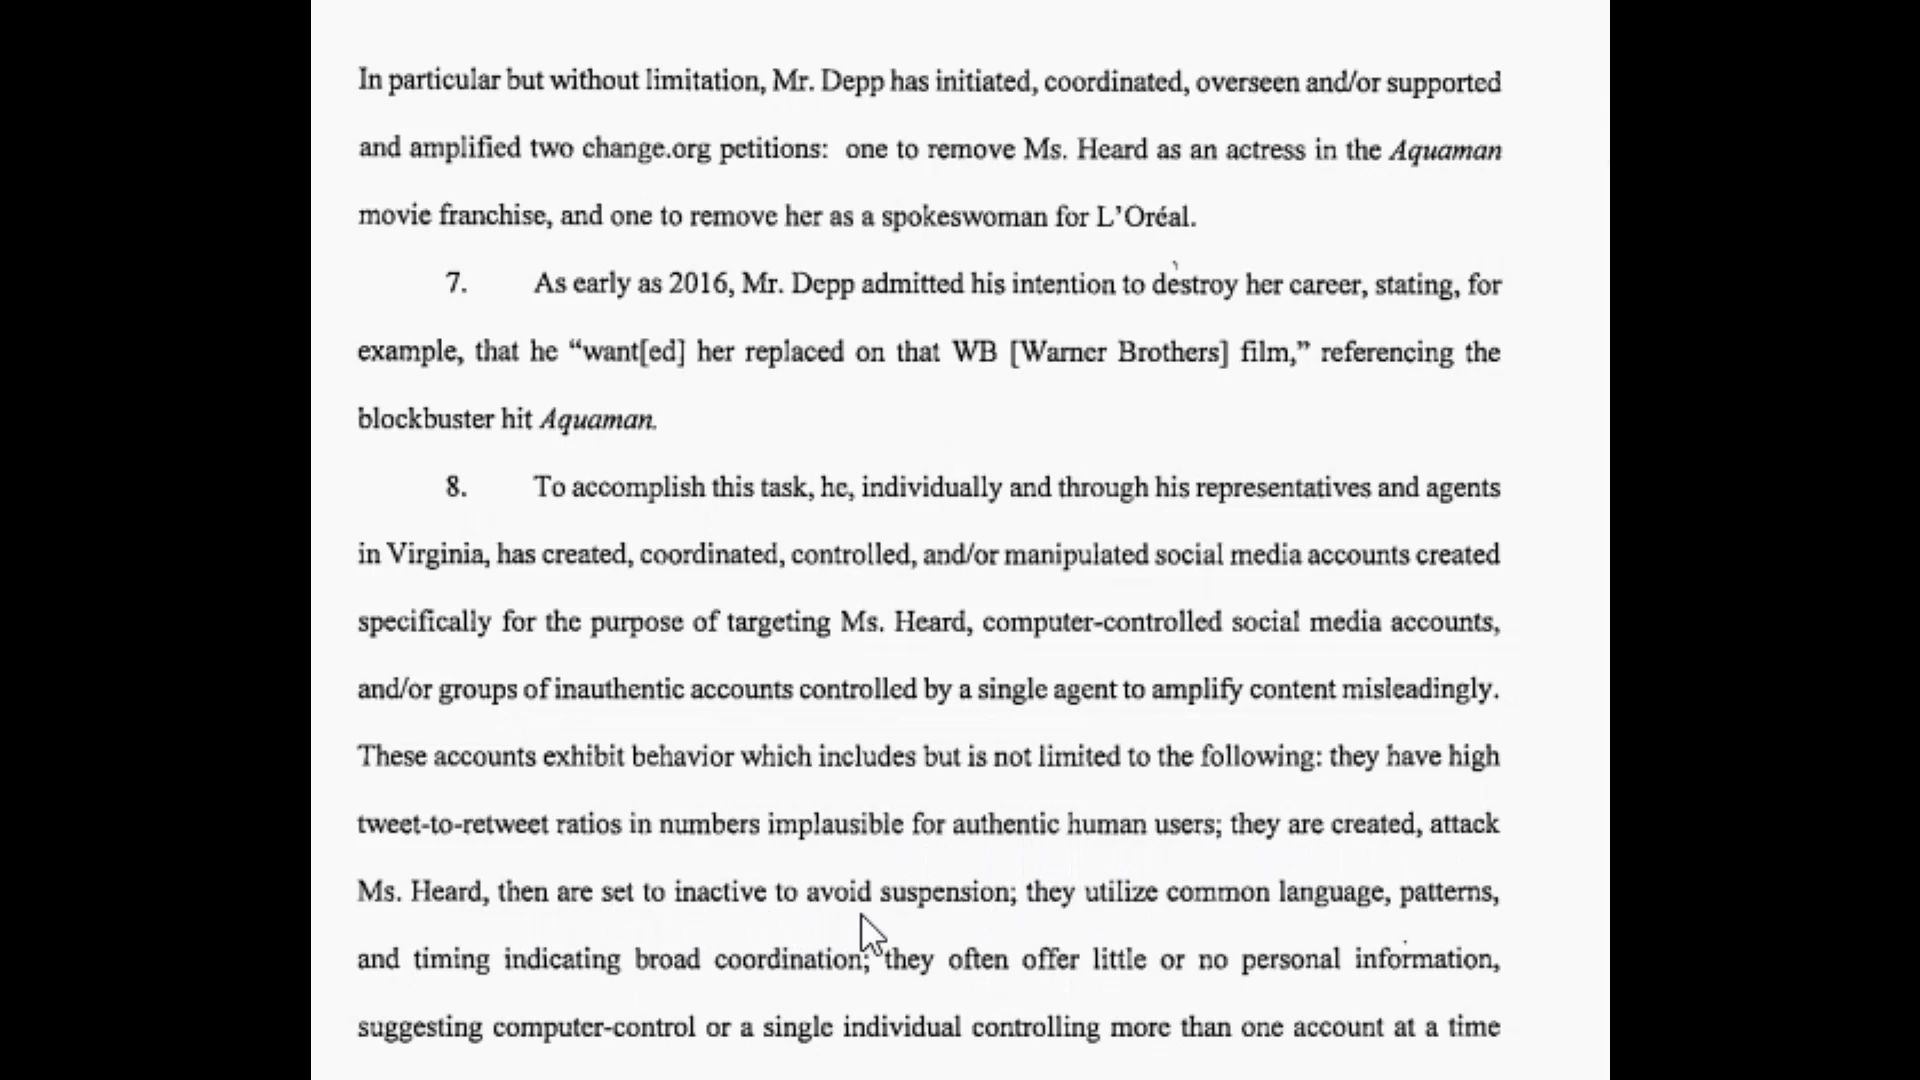 In particular but without limitation, Mr. Depp has initiated, coordinated, overseen and/or supported
and amplified two change.org petitions:  one to remove Ms. Heard as an actress in the Aquaman
movie franchise, and one to remove her as a spokeswoman for L’Oréal.
7. As early as 2016, Mr. Depp admitted his intention to destroy her career, stating, for
example, that he “want[ed] her replaced on that WB [Warner Brothers] film,” referencing the
blockbuster hit Aquaman.
8. To accomplish this task, he, individually and through his representatives and agents
in Virginia, has created, coordinated, controlled, and/or manipulated social media accounts created
specifically for the purpose of targeting Ms. Heard, computer-controlled social media accounts,
and/or groups of inauthentic accounts controlled by a single agent to amplify content misleadingly.
These accounts exhibit behavior which includes but is not limited to the following: they have high
tweet-to-retweet ratios in numbers implausible for authentic human users; they are created, attack
Ms. Heard, then are set to inactive to avoid suspension; they utilize common language, patterns,
and timing indicating broad coordination; they often offer little or no personal information,
suggesting computer-control or a single individual controlling more than one account at a time